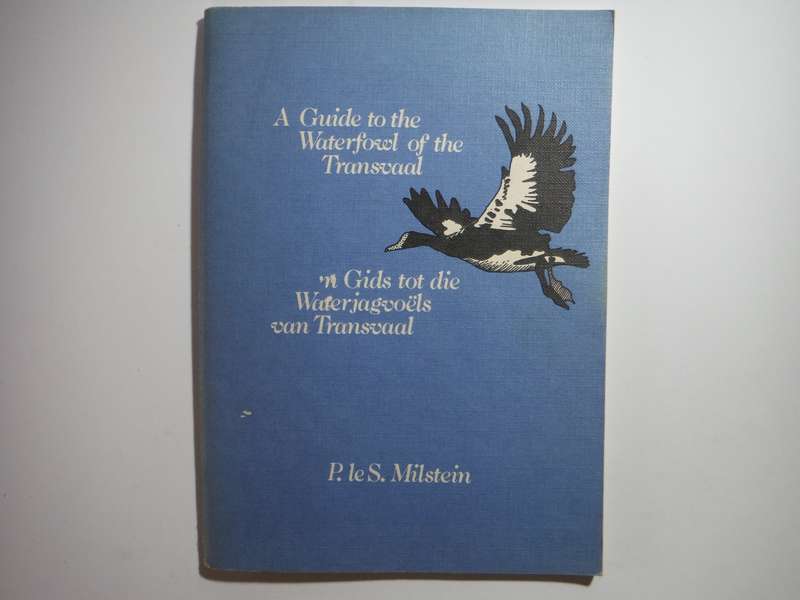 A Guide to the
Waterfowl of the
Transvaal
'n Gids tot die
Waterjagvoëls
van Transvaal
P. le S. Milstein